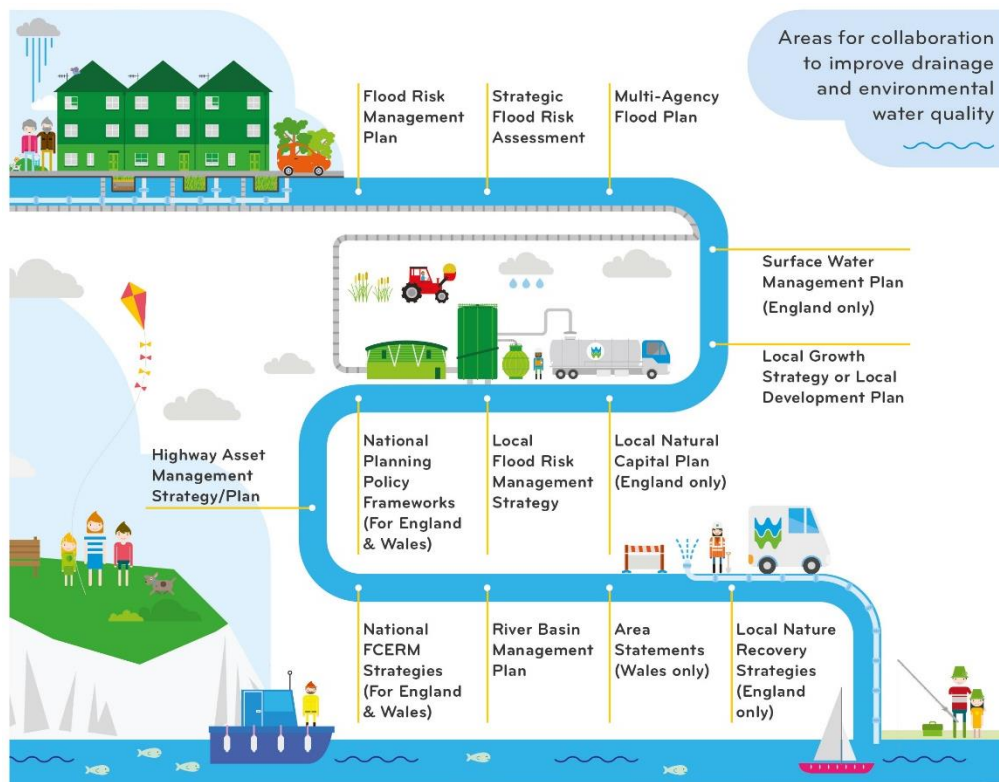 Areas for collaboration
to improve drainage
and environmental
water quality
Flood Risk
Management
Plan
Strategic
Flood Risk
Assessment
Multi-Agency
Flood Plan
Surface Water
Management Plan
(England only)
Local Growth
Strategy or Local
Development Plan
Highway Asset
Management
Strategy/Plan
National
Planning
Policy
Frameworks
(For England
& Wales)
Local
Flood Risk
Management
Strategy
Local Natural
Capital Plan
(England only)
National
FCERM
Strategies
(For England
& Wales)
River Basin
Management
Plan
Area
Statements
(Wales only)
Local Nature
Recovery
Strategies
(England
only)